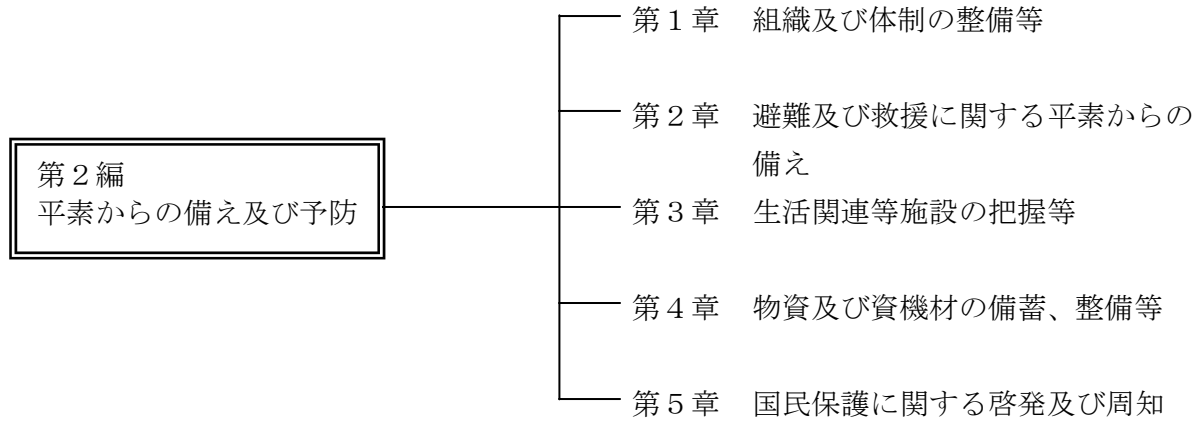 第１章　組織及び体制の整備等
第２章　避難及び救援に関する平素からの
備え
第２編
平素からの備え及び予防
第３章　生活関連等施設の把握等
第４章　物資及び資機材の備蓄、整備等
第５章　国民保護に関する啓発及び周知